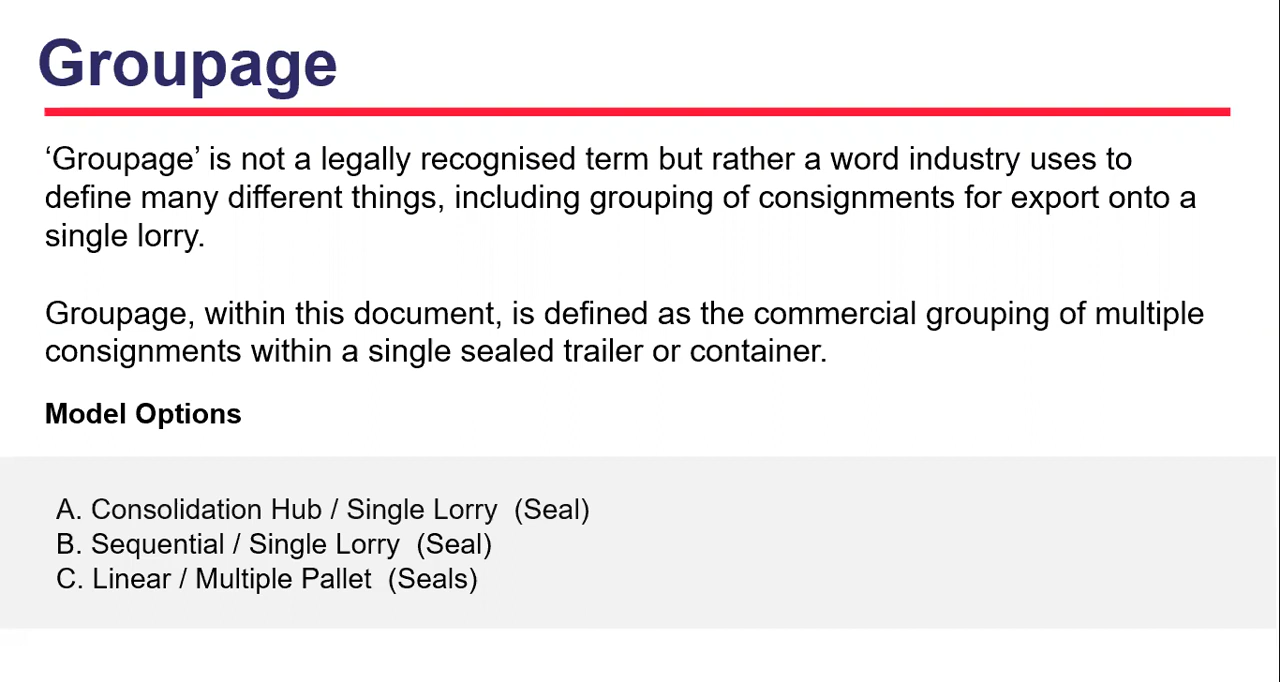 Groupage
‘Groupage’ is not a legally recognised term but rather a word industry uses to
define many different things, including grouping of consignments for export onto a
single lorry.
Groupage, within this document, is defined as the commercial grouping of multiple
consignments within a single sealed trailer or container.
Model Options
A. Consolidation Hub / Single Lorry  (Seal)
B. Sequential / Single Lorry  (Seal)
C. Linear / Multiple Pallet  (Seals)